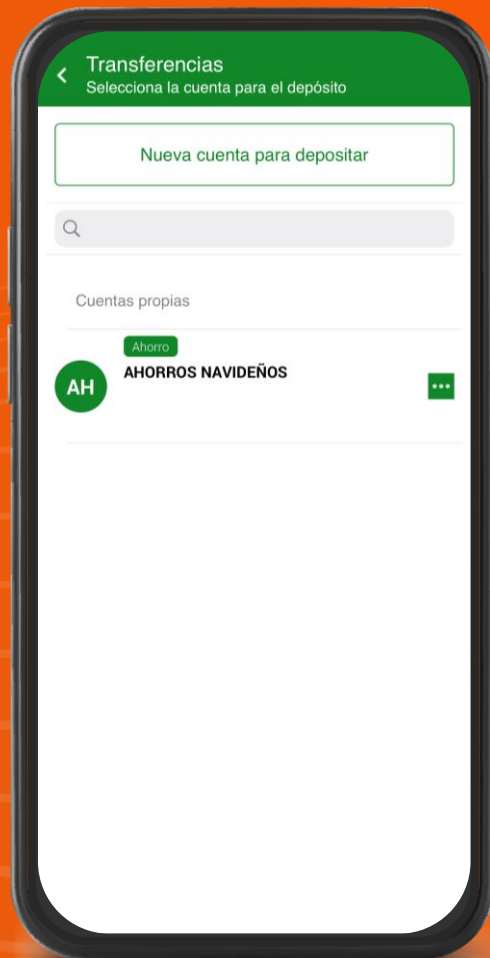 Transferencias
Selecciona la cuenta para el depósito
Nueva cuenta para depositar
Cuentas propias
Ahorro
AHORROS NAVIDEÑOS
AH